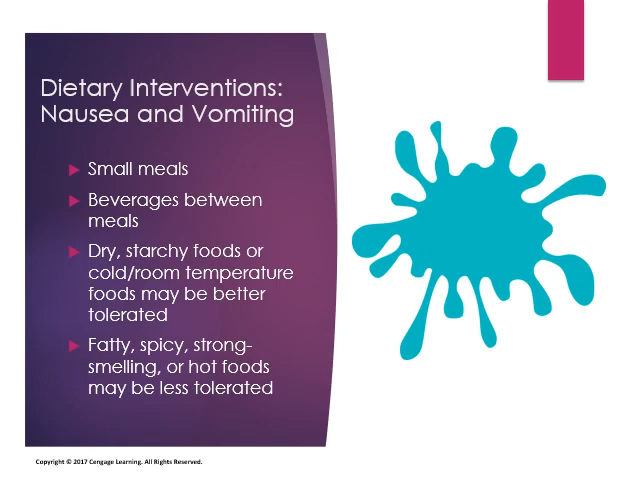 Dietary Interventions:
Nausea and Vomiting
Small meals
Beverages between
meals
Dry, starchy foods or
cold/room temperature
foods may be better
tolerated
Fatty, spicy, strong-
smelling, or hot foods
may be less tolerated
Copyright © 2017 Cengage Learning. All Rights Reserved.